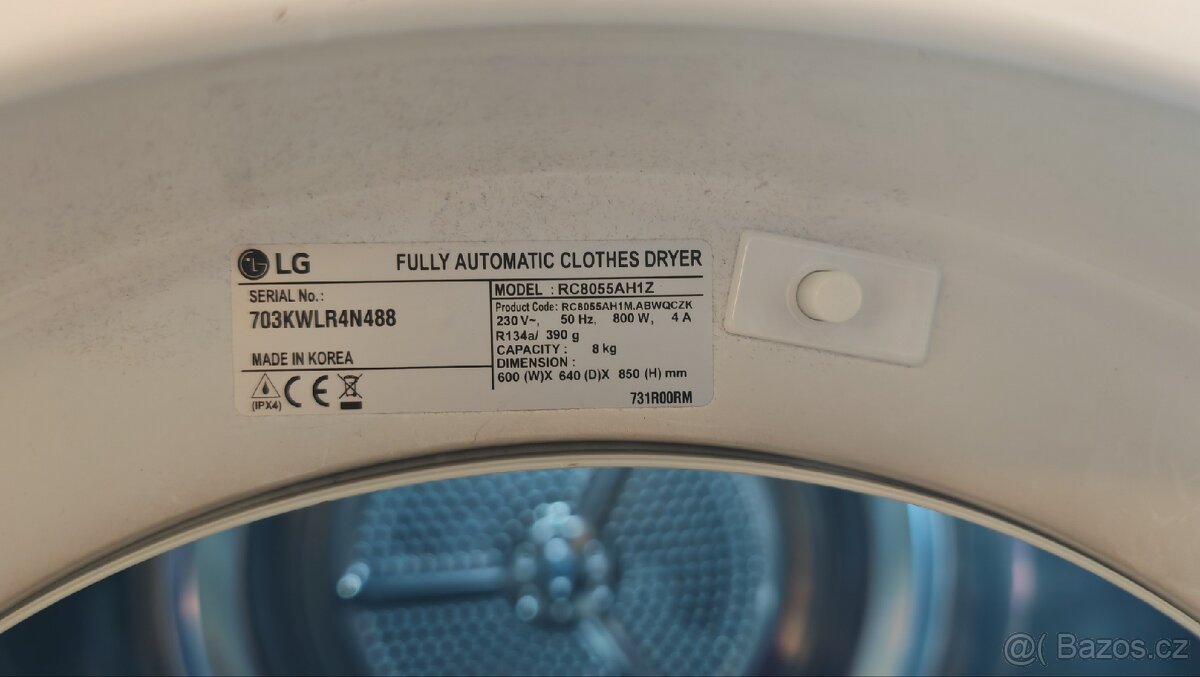 LG FULLY AUTOMATIC CLOTHES DRYER
SERIAL No.:
703KWLR4N488
MADE IN KOREA
(IPX4) CE
MODEL : RC8055AH1Z
Product Code: RC8055AH1M.ABWQCZK
230 V~, 50 Hz, 800 W, 4 A
R134a/ 390 g
CAPACITY : 8 kg
DIMENSION :
600 (W)X 640 (D)X 850 (H) mm
731R00RM
@( Bazos.cz